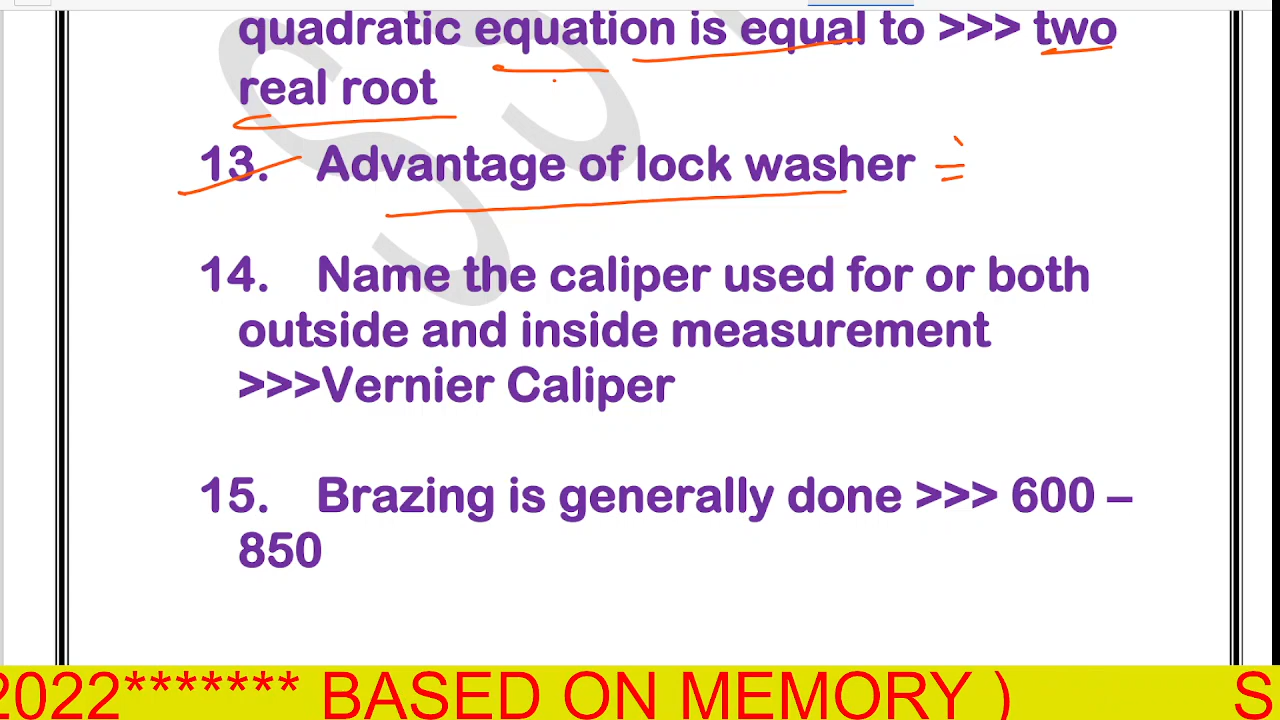 quadratic equation is equal to >>> two
real root
13. Advantage of lock washer
14. Name the caliper used for or both
outside and inside measurement
>>>Vernier Caliper
15. Brazing is generally done >>> 600 –
850
2022******* BASED ON MEMORY ) S